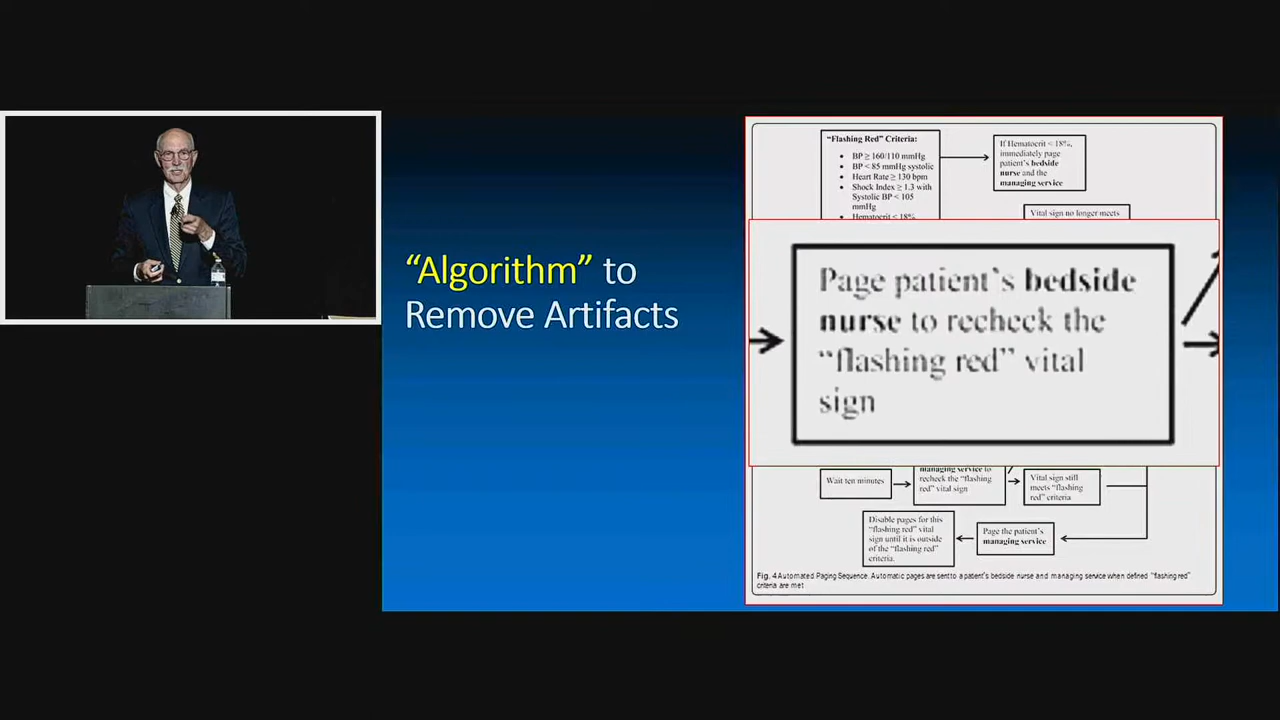 “Algorithm” to
Remove Artifacts
“Flashing Red” Criteria:
• BP ≥ 160/110 mmHg
• BP < 85 mmHg systolic
• Heart Rate ≥ 130 bpm
• Shock Index ≥ 1.3 with
Systolic BP < 105
mmHg
• Hematocrit < 18%
If Hematocrit < 18%,
immediately page
patient’s bedside
nurse and the
managing service
Vital sign no longer meets
Page patient’s bedside
nurse to recheck the
“flashing red” vital
sign
Wait ten minutes
managing service to
recheck the “flashing
red” vital sign
Vital sign still
meets “flashing
red” criteria
Disable pages for this
“flashing red” vital
sign until it is outside
of the “flashing red”
criteria.
Page the patient’s
managing service
Fig. 4 Automated Paging Sequence. Automatic pages are sent to a patient’s bedside nurse and managing service when defined “flashing red”
criteria are met